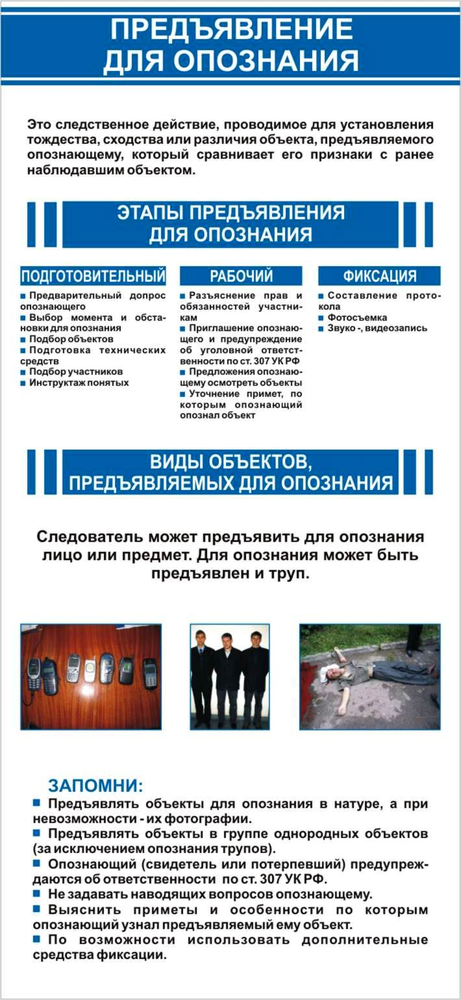 ПРЕДЪЯВЛЕНИЕ
ДЛЯ ОПОЗНАНИЯ
Это следственное действие, проводимое для установления
тождества, сходства или различия объекта, предъявляемого
опознающему, который сравнивает его признаки с ранее
наблюдавшим объектом.
ЭТАПЫ ПРЕДЪЯВЛЕНИЯ
ДЛЯ ОПОЗНАНИЯ
ПОДГОТОВИТЕЛЬНЫЙ
■ Предварительный допрос
опознающего
■ Выбор момента и обста-
новки для опознания
■ Подбор объектов
■ Подготовка технических
средств
■ Подбор участников
■ Инструктаж понятых
РАБОЧИЙ
■ Разъяснение прав и
обязанностей участни-
кам
■ Приглашение опознаю-
щего и предупреждение
об уголовной ответст-
венности по ст. 307 УК РФ
■ Предложения опознаю-
щему осмотреть объекты
■ Уточнение примет, по
которым опознающий
опознал объект
ФИКСАЦИЯ
■ Составление прото-
кола
■ Фотосъемка
■ Звуко -, видеозапись
ВИДЫ ОБЪЕКТОВ,
ПРЕДЪЯВЛЯЕМЫХ ДЛЯ ОПОЗНАНИЯ
Следователь может предъявить для опознания
лицо или предмет. Для опознания может быть
предъявлен и труп.
ЗАПОМНИ:
■ Предъявлять объекты для опознания в натуре, а при
невозможности - их фотографии.
■ Предъявлять объекты в группе однородных объектов
(за исключением опознания трупов).
■ Опознающий (свидетель или потерпевший) предупреж-
даются об ответственности по ст. 307 УК РФ.
■ Не задавать наводящих вопросов опознающему.
■ Выяснить приметы и особенности по которым
опознающий узнал предъявляемый ему объект.
■ По возможности использовать дополнительные
средства фиксации.